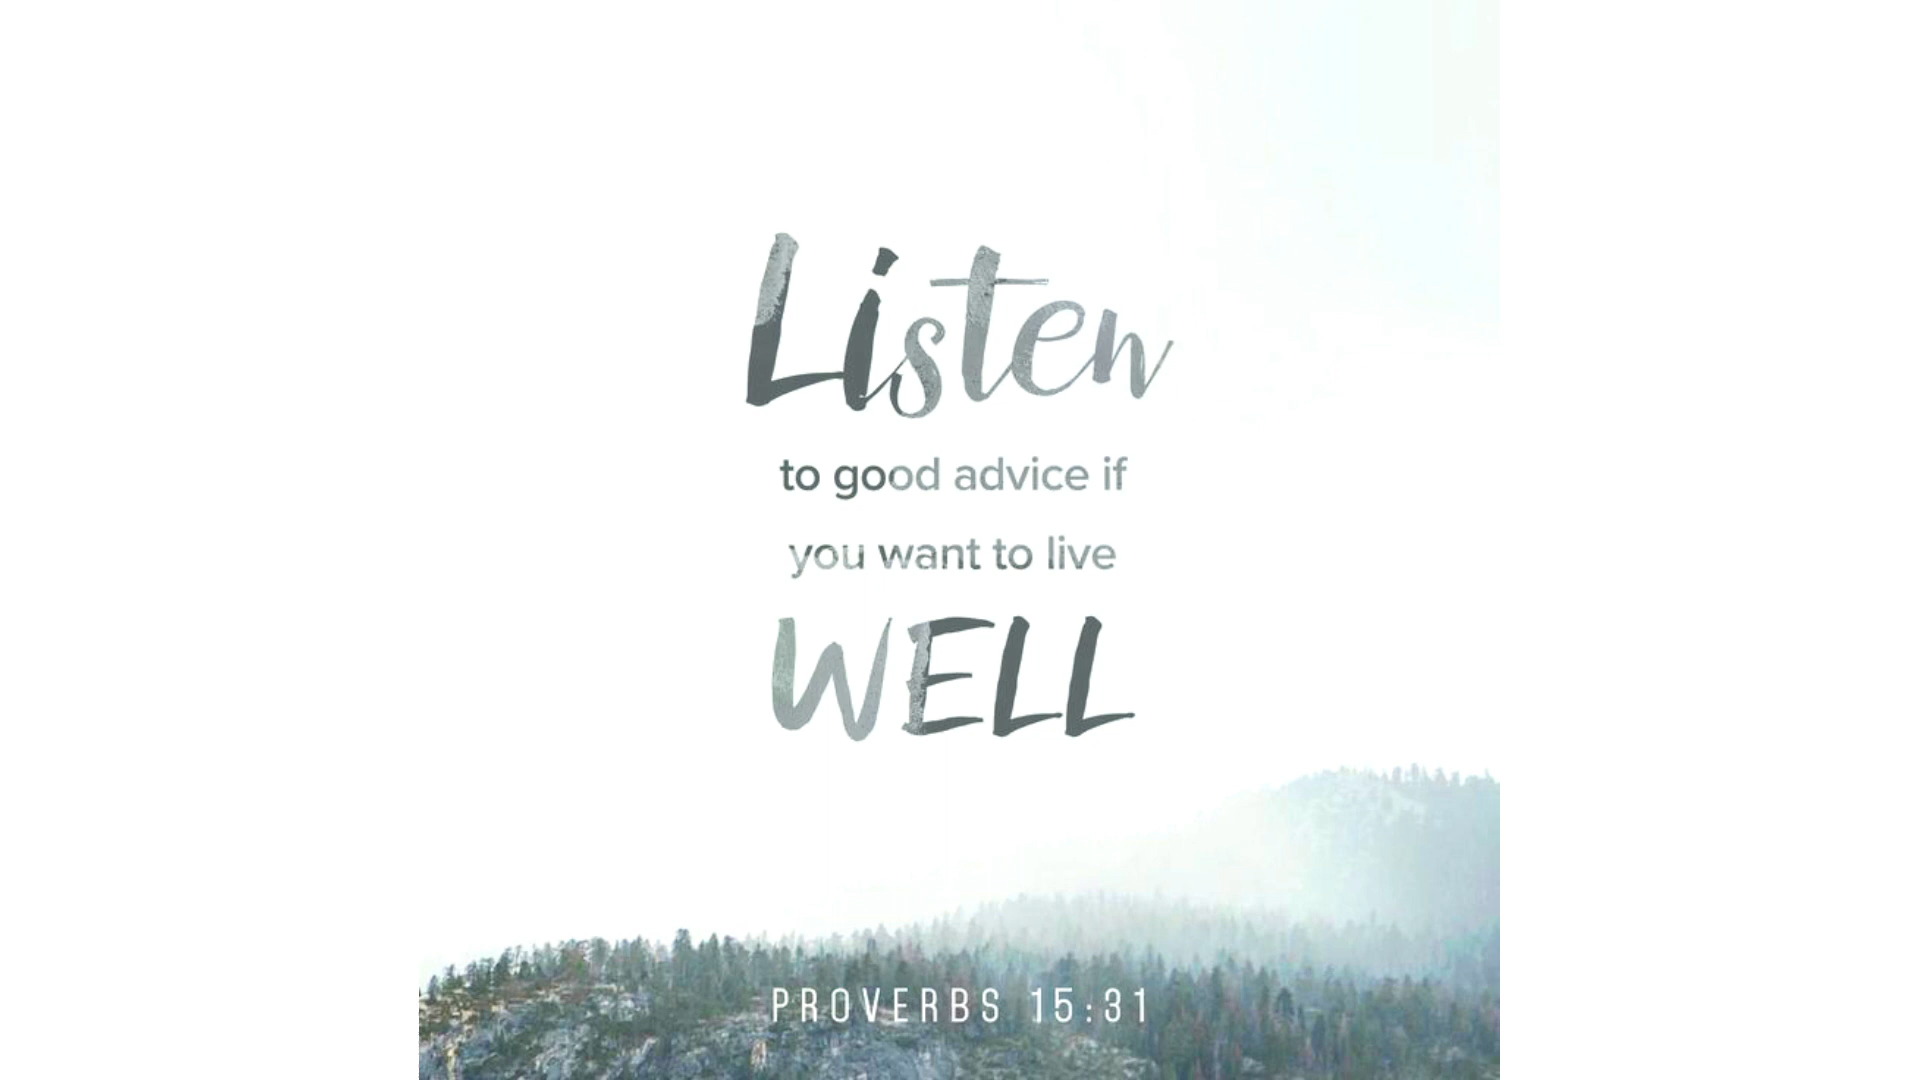 Listen
to good advice if
you want to live
WELL
PROVERBS 15:31